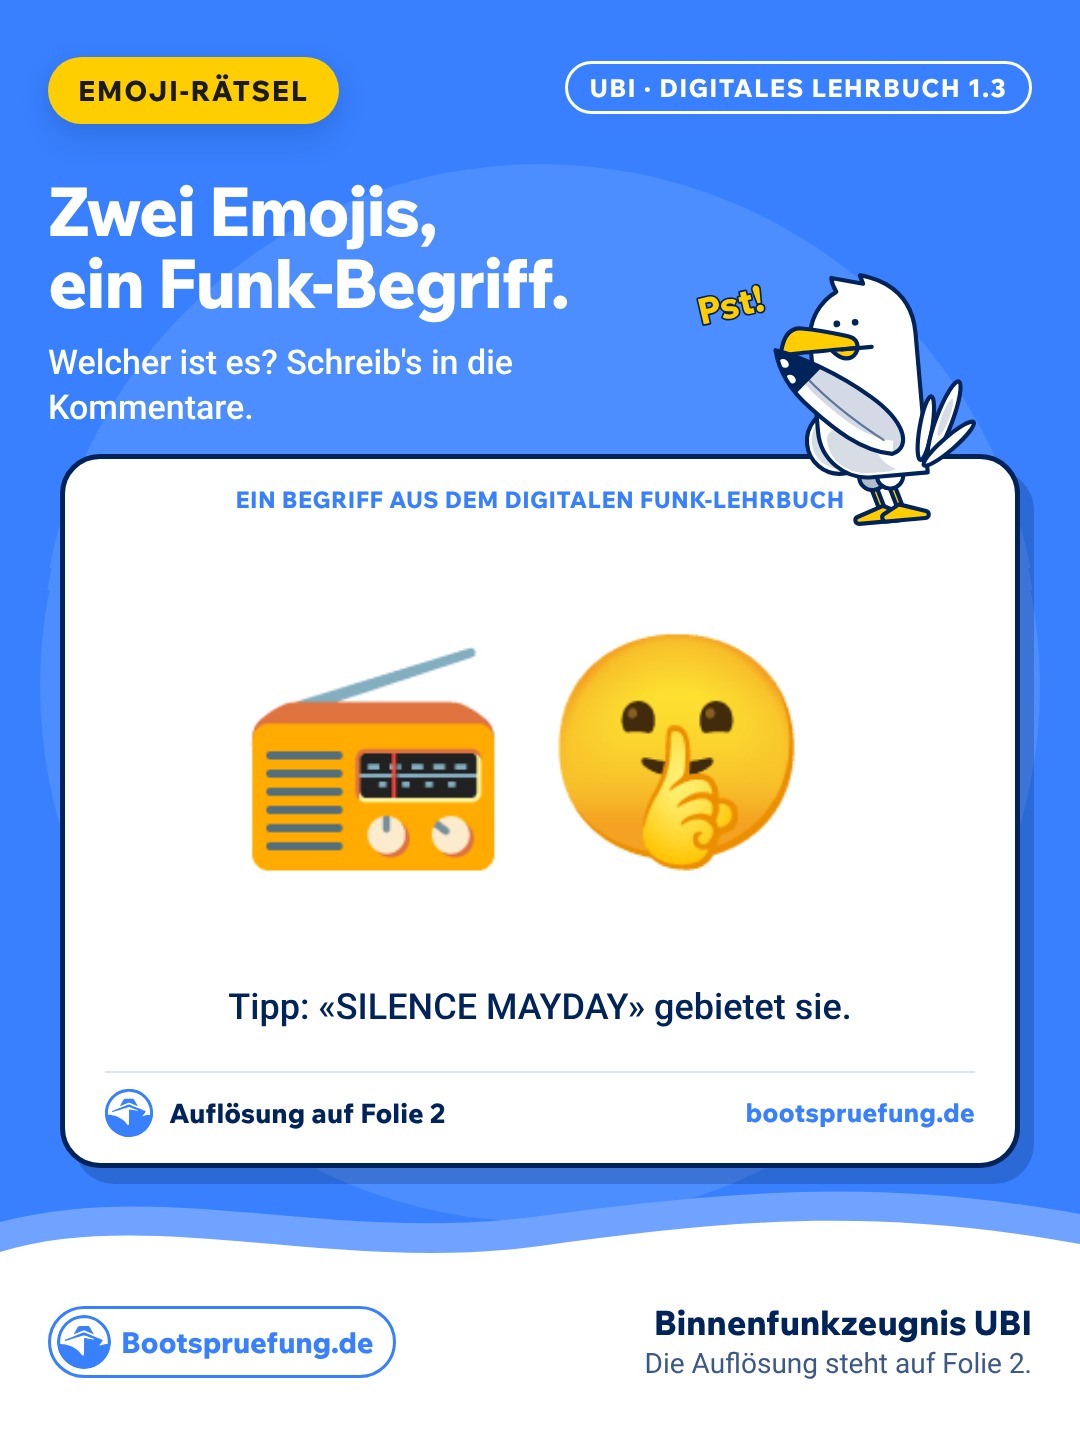 EMOJI-RÄTSEL
UBI · DIGITALES LEHRBUCH 1.3
Zwei Emojis,
ein Funk-Begriff.
Welcher ist es? Schreib's in die
Kommentare.
Pst!
EIN BEGRIFF AUS DEM DIGITALEN FUNK-LEHRBUCH
Tipp: «SILENCE MAYDAY» gebietet sie.
Auflösung auf Folie 2
bootspruefung.de
Bootspruefung.de
Binnenfunkzeugnis UBI
Die Auflösung steht auf Folie 2.